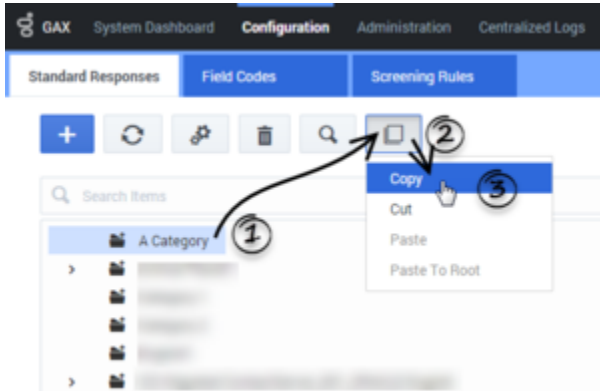 GAX System Dashboard Configuration Administration Centralized Logs
Standard Responses Field Codes Screening Rules
+
2
Search Items
Copy
3
Cut
A Category
1
Paste
Paste To Root